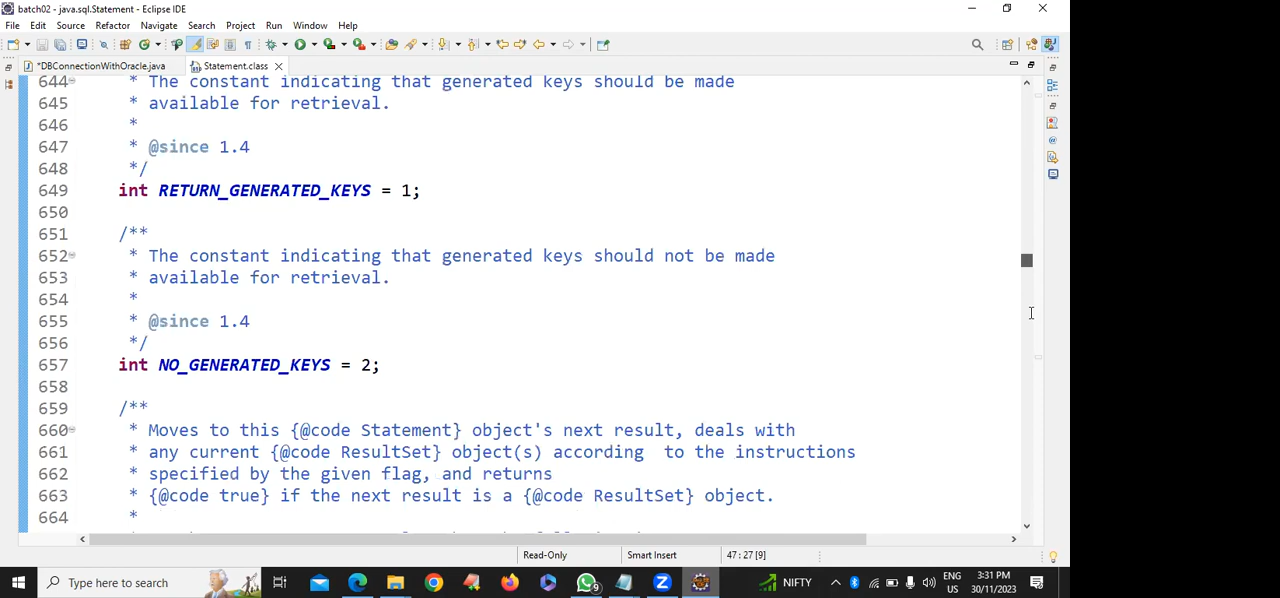 batch02 - java.sql.Statement - Eclipse IDE
File Edit Source Refactor Navigate Search Project Run Window Help
*DBConnectionWithOracle.java Statement.class
644 * The constant indicating that generated keys should be made
645 * available for retrieval.
646 *
647 * @since 1.4
648 */
649 int RETURN_GENERATED_KEYS = 1;
650
651 /**
652 * The constant indicating that generated keys should not be made
653 * available for retrieval.
654 *
655 * @since 1.4
656 */
657 int NO_GENERATED_KEYS = 2;
658
659 /**
660 * Moves to this {@code Statement} object's next result, deals with
661 * any current {@code ResultSet} object(s) according  to the instructions
662 * specified by the given flag, and returns
663 * {@code true} if the next result is a {@code ResultSet} object.
664 *
Read-Only Smart Insert 47 : 27 [9]
Type here to search 9 NIFTY ENG US 3:31 PM 30/11/2023